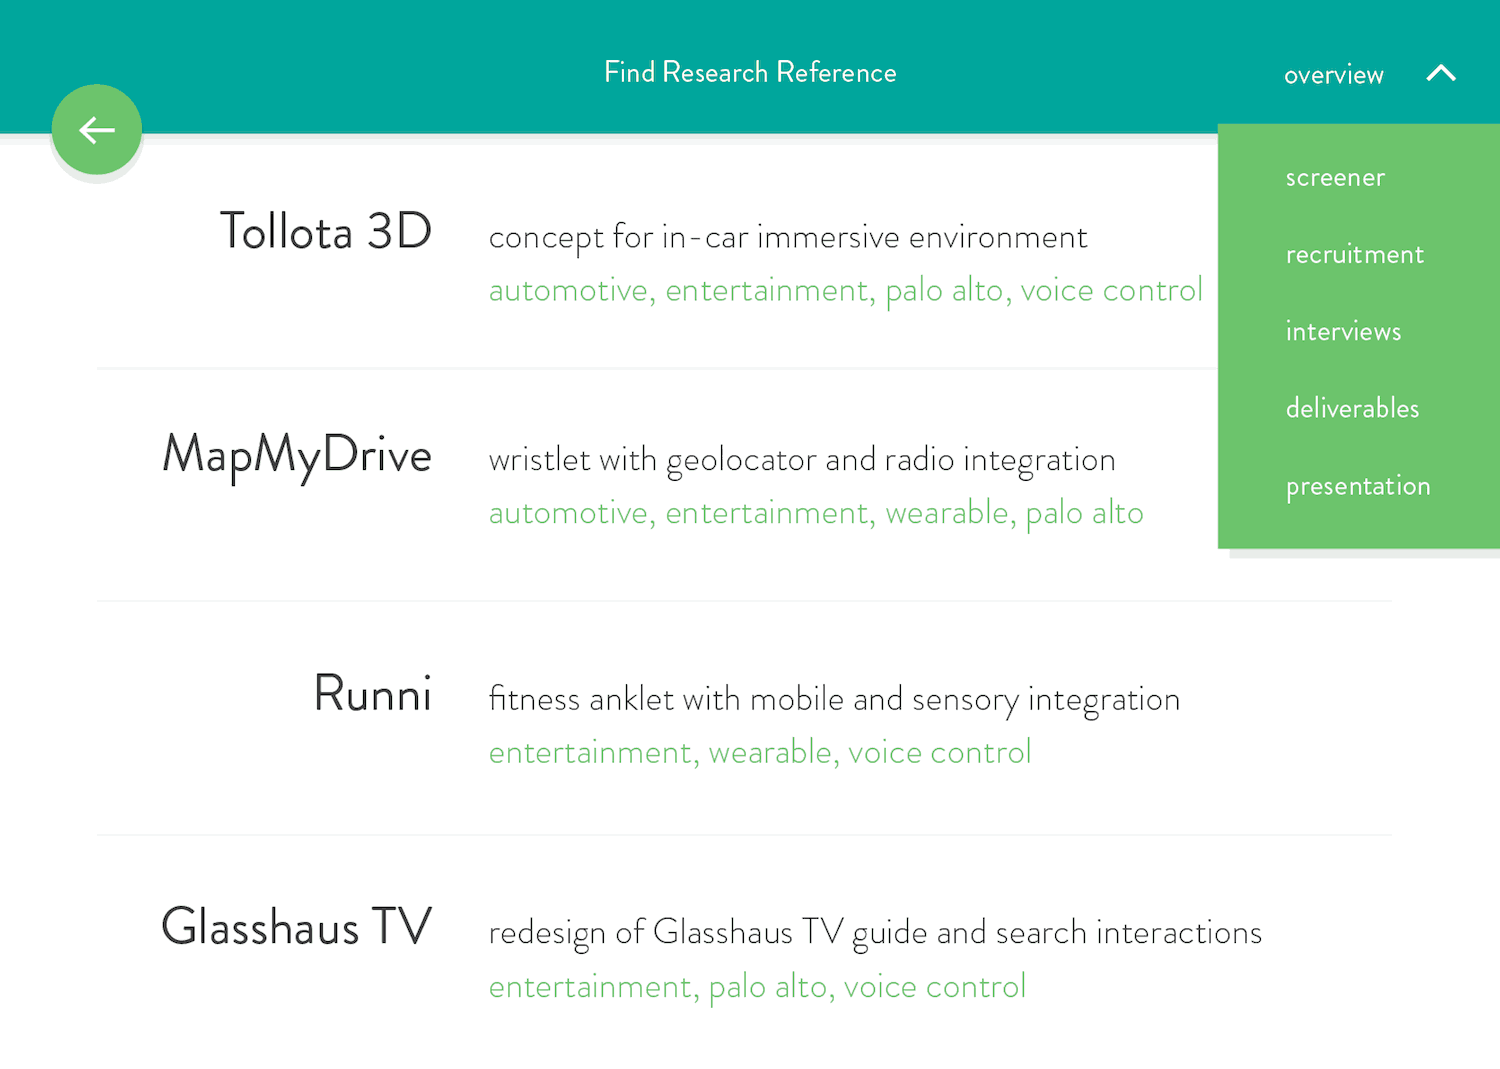 Find Research Reference
overview
screener
recruitment
interviews
deliverables
presentation
Tollota 3D
concept for in-car immersive environment
automotive, entertainment, palo alto, voice control
MapMyDrive
wristlet with geolocator and radio integration
automotive, entertainment, wearable, palo alto
Runni
fitness anklet with mobile and sensory integration
entertainment, wearable, voice control
Glasshaus TV
redesign of Glasshaus TV guide and search interactions
entertainment, palo alto, voice control